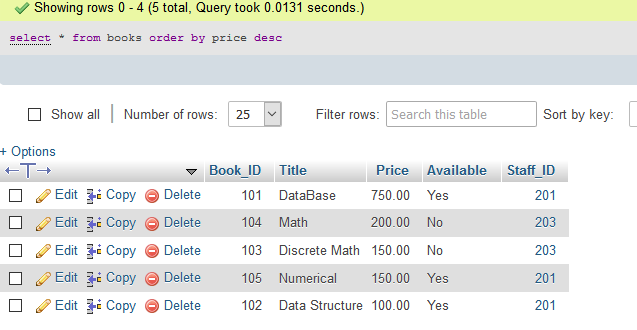 Showing rows 0 - 4 (5 total, Query took 0.0131 seconds.)
select * from books order by price desc
Show all Number of rows: 25 Filter rows: Search this table Sort by key:
+ Options
Book_ID Title Price Available Staff_ID
Edit Copy Delete 101 DataBase 750.00 Yes 201
Edit Copy Delete 104 Math 200.00 No 203
Edit Copy Delete 103 Discrete Math 150.00 No 203
Edit Copy Delete 105 Numerical 150.00 Yes 201
Edit Copy Delete 102 Data Structure 100.00 Yes 201